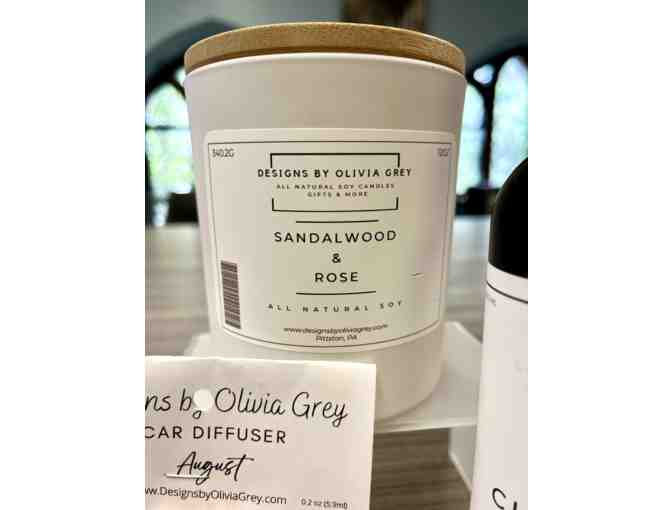 340.2G
12OZ
DESIGNS BY OLIVIA GREY
ALL NATURAL SOY CANDLES
GIFTS & MORE
SANDALWOOD
&
ROSE
ALL NATURAL SOY
www.designsbyoliviagrey.com
Pittston, PA
ns by Olivia Grey
CAR DIFFUSER
August
w.DesignsbyOliviaGrey.com
0.2 oz (5.9ml)